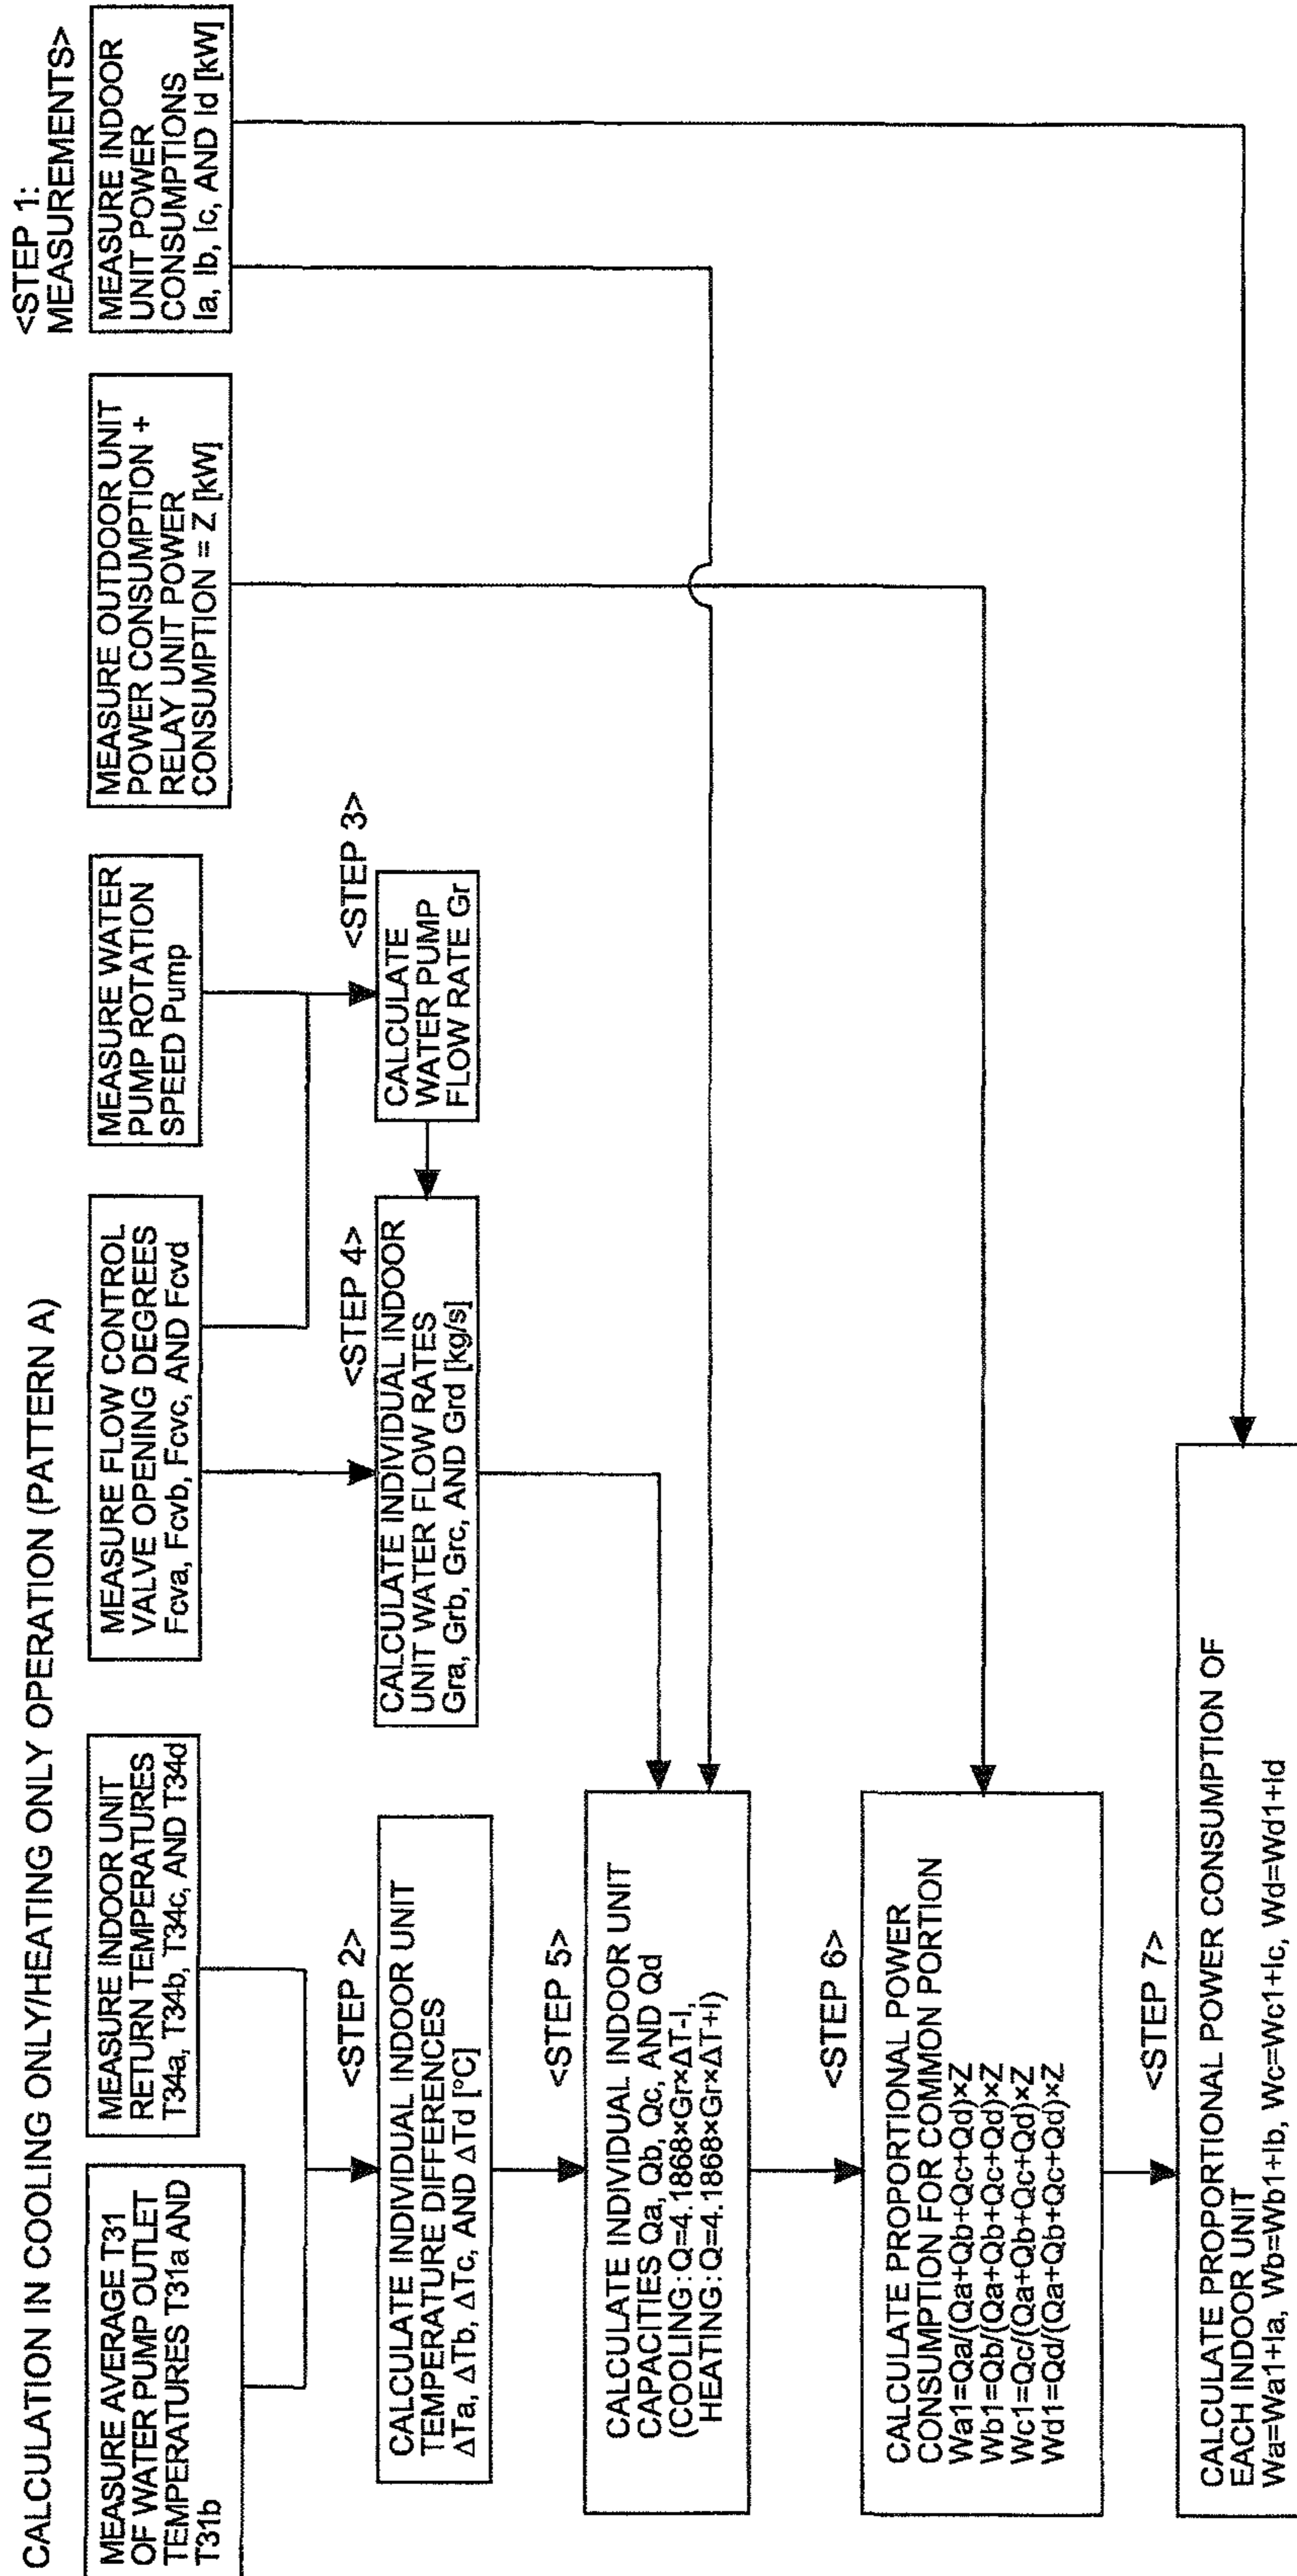 CALCULATION IN COOLING ONLY/HEATING ONLY OPERATION (PATTERN A)
<STEP 1:
MEASUREMENTS>
MEASURE AVERAGE T31
OF WATER PUMP OUTLET
TEMPERATURES T31a AND
T31b
MEASURE INDOOR UNIT
RETURN TEMPERATURES
T34a, T34b, T34c, AND T34d
MEASURE FLOW CONTROL
VALVE OPENING DEGREES
Fcva, Fcvb, Fcvc, AND Fcvd
MEASURE WATER
PUMP ROTATION
SPEED Pump
MEASURE OUTDOOR UNIT
POWER CONSUMPTION +
RELAY UNIT POWER
CONSUMPTION = Z [kW]
MEASURE INDOOR
UNIT POWER
CONSUMPTIONS
Ia, Ib, Ic, AND Id [kW]
<STEP 2>
CALCULATE INDIVIDUAL INDOOR UNIT
TEMPERATURE DIFFERENCES
ΔTa, ΔTb, ΔTc, AND ΔTd [°C]
<STEP 4>
CALCULATE INDIVIDUAL INDOOR
UNIT WATER FLOW RATES
Gra, Grb, Grc, AND Grd [kg/s]
<STEP 3>
CALCULATE
WATER PUMP
FLOW RATE Gr
<STEP 5>
CALCULATE INDIVIDUAL INDOOR UNIT
CAPACITIES Qa, Qb, Qc, AND Qd
(COOLING : Q=4.1868×Gr×ΔT-I,
HEATING : Q=4.1868×Gr×ΔT+I)
<STEP 6>
CALCULATE PROPORTIONAL POWER
CONSUMPTION FOR COMMON PORTION
Wa1=Qa/(Qa+Qb+Qc+Qd)×Z
Wb1=Qb/(Qa+Qb+Qc+Qd)×Z
Wc1=Qc/(Qa+Qb+Qc+Qd)×Z
Wd1=Qd/(Qa+Qb+Qc+Qd)×Z
<STEP 7>
CALCULATE PROPORTIONAL POWER CONSUMPTION OF
EACH INDOOR UNIT
Wa=Wa1+Ia, Wb=Wb1+Ib, Wc=Wc1+Ic, Wd=Wd1+Id